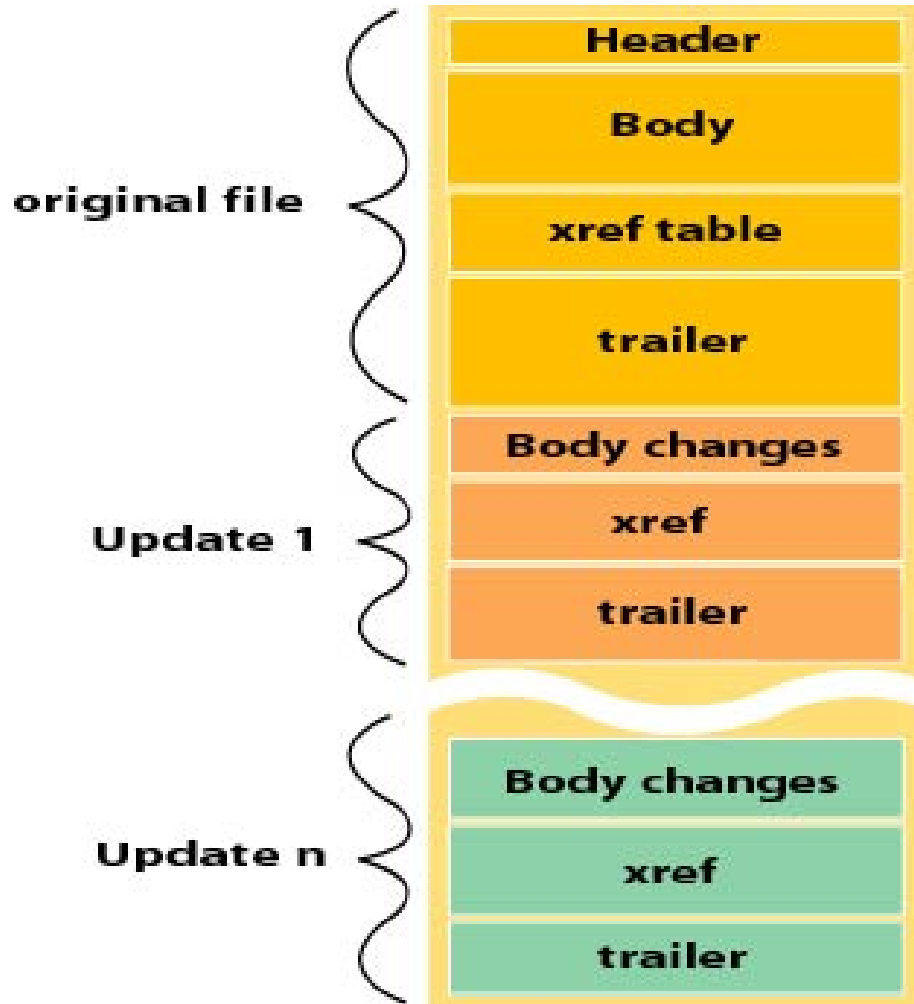 original file
Header
Body
xref table
trailer
Update 1
Body changes
xref
trailer
Update n
Body changes
xref
trailer